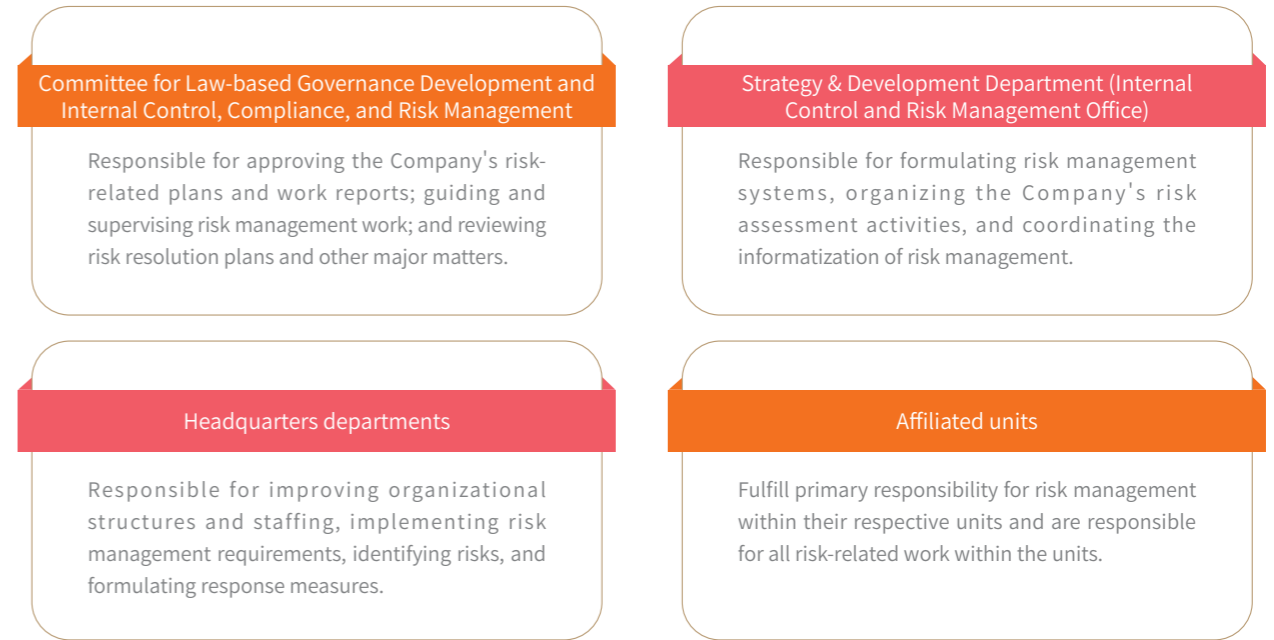 Committee for Law-based Governance Development and
Internal Control, Compliance, and Risk Management
Responsible for approving the Company's risk-
related plans and work reports; guiding and
supervising risk management work; and reviewing
risk resolution plans and other major matters.
Strategy & Development Department (Internal
Control and Risk Management Office)
Responsible for formulating risk management
systems, organizing the Company's risk
assessment activities, and coordinating the
informatization of risk management.
Headquarters departments
Responsible for improving organizational
structures and staffing, implementing risk
management requirements, identifying risks, and
formulating response measures.
Affiliated units
Fulfill primary responsibility for risk management
within their respective units and are responsible
for all risk-related work within the units.